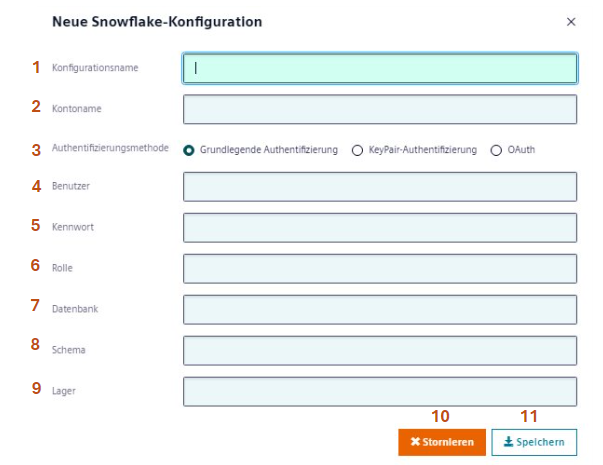 Neue Snowflake-Konfiguration ×
1 Konfigurationsname
2 Kontoname
3 Authentifizierungsmethode Grundlegende Authentifizierung KeyPair-Authentifizierung OAuth
4 Benutzer
5 Kennwort
6 Rolle
7 Datenbank
8 Schema
9 Lager
10 11
Stornieren Speichern